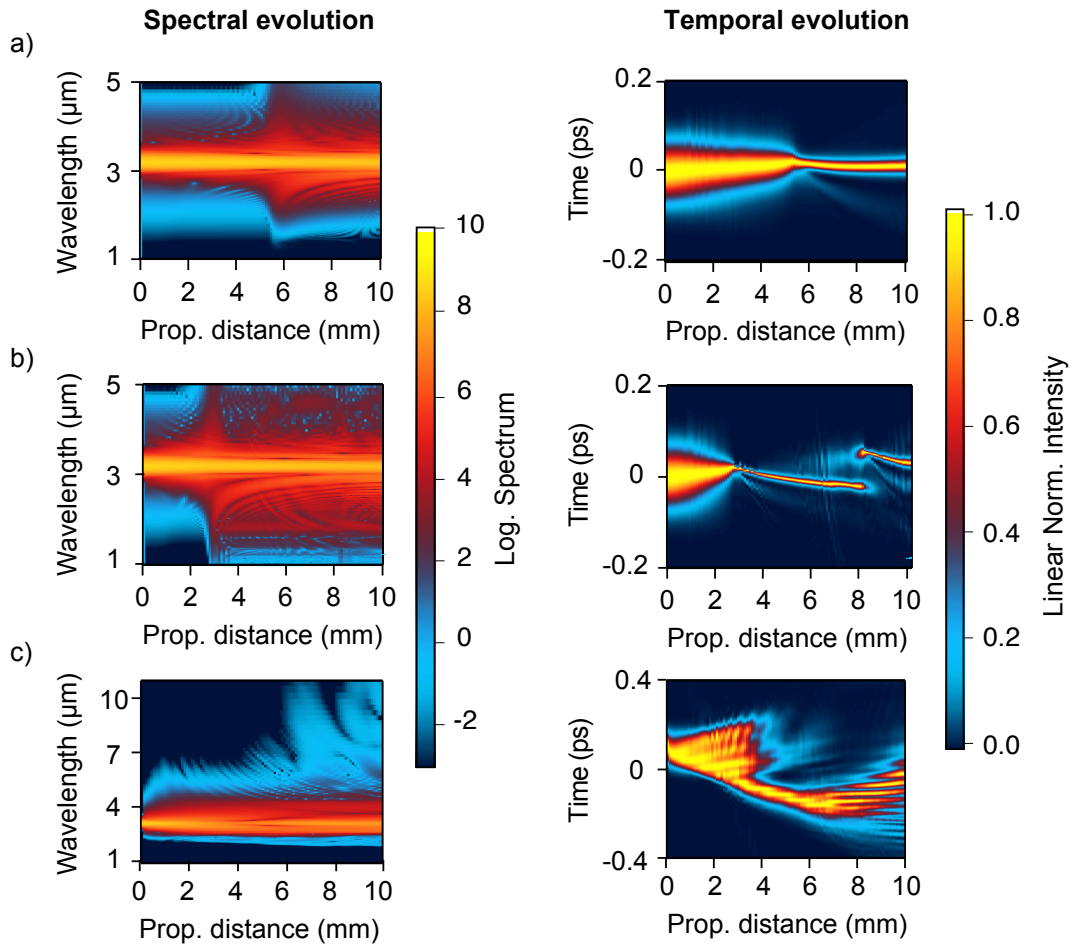 Spectral evolution
Temporal evolution
a)
Wavelength (µm)
5
3
1
0 2 4 6 8 10
Prop. distance (mm)
Time (ps)
0.2
0
-0.2
0 2 4 6 8 10
Prop. distance (mm)
b)
Wavelength (µm)
5
3
1
0 2 4 6 8 10
Prop. distance (mm)
Time (ps)
0.2
0
-0.2
0 2 4 6 8 10
Prop. distance (mm)
c)
Wavelength (µm)
10
7
4
1
0 2 4 6 8 10
Prop. distance (mm)
Time (ps)
0.4
0
-0.4
0 2 4 6 8 10
Prop. distance (mm)
10
8
6
4
2
0
-2
Log. Spectrum
1.0
0.8
0.6
0.4
0.2
0.0
Linear Norm. Intensity